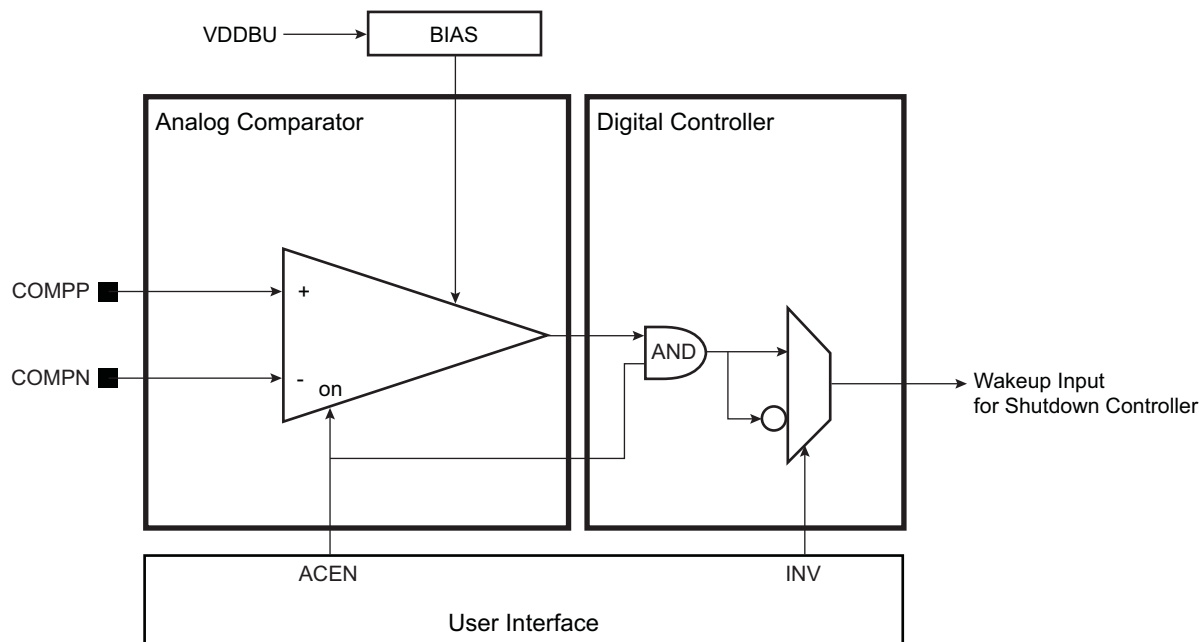 VDDBU
BIAS
Analog Comparator
Digital Controller
COMPP
+
AND
COMPN
-
on
Wakeup Input
for Shutdown Controller
ACEN
INV
User Interface